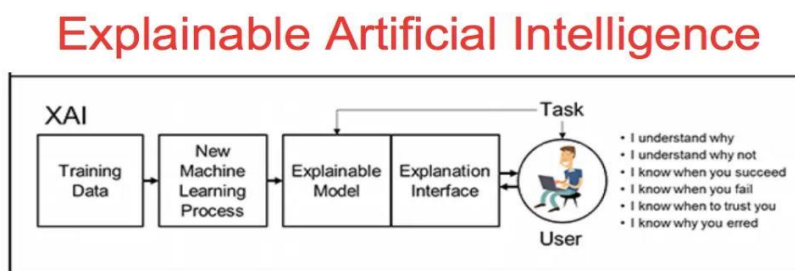 Explainable Artificial Intelligence
XAI
Training
Data
New
Machine
Learning
Process
Explainable
Model
Explanation
Interface
Task
User
• I understand why
• I understand why not
• I know when you succeed
• I know when you fail
• I know when to trust you
• I know why you erred